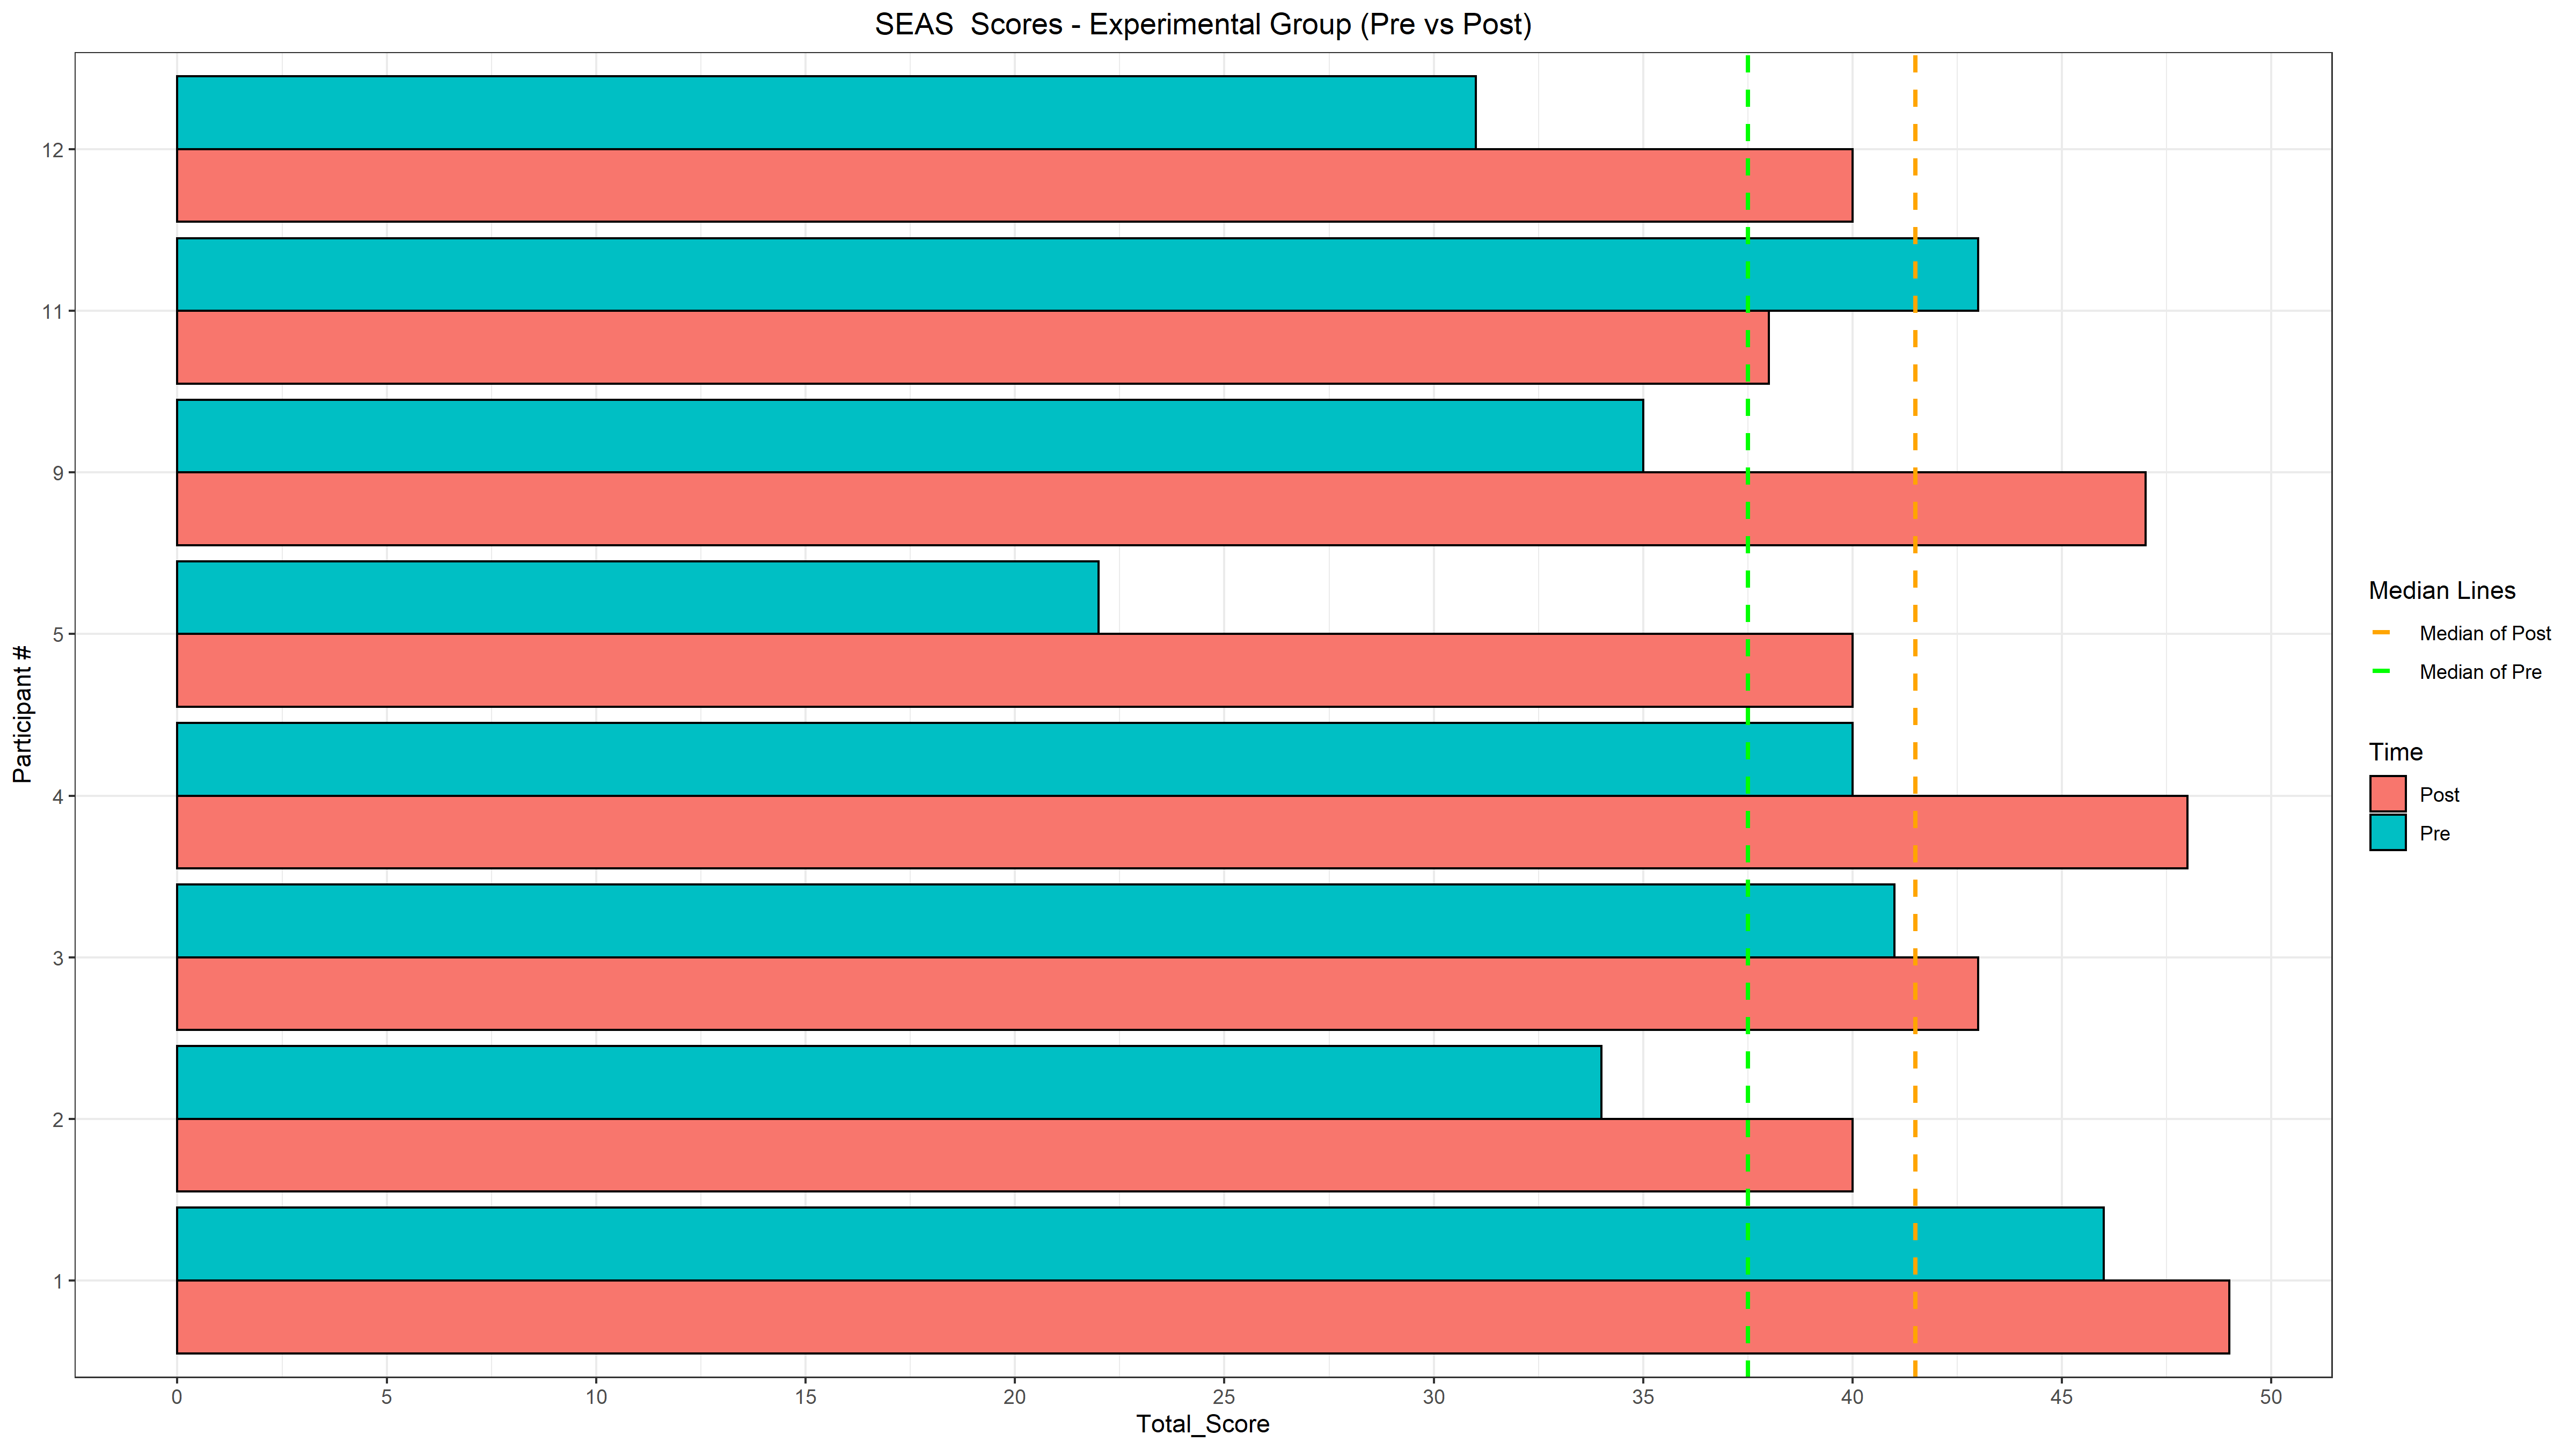 SEAS  Scores - Experimental Group (Pre vs Post)
Participant #
12
11
9
5
4
3
2
1
0 5 10 15 20 25 30 35 40 45 50
Total_Score
Median Lines
Median of Post
Median of Pre
Time
Post
Pre